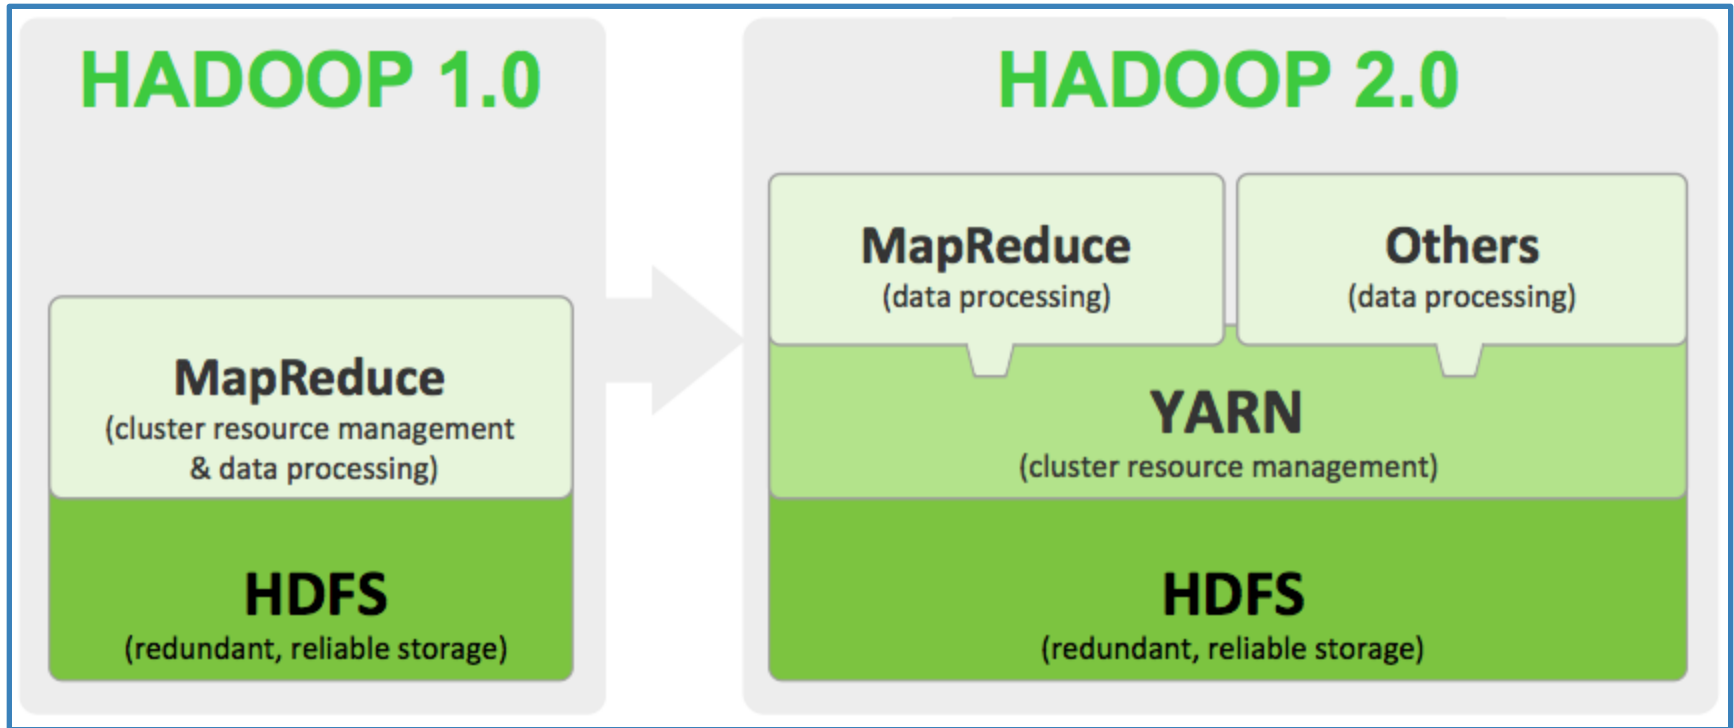 HADOOP 1.0
MapReduce
(cluster resource management
& data processing)
HDFS
(redundant, reliable storage)
HADOOP 2.0
MapReduce
(data processing)
Others
(data processing)
YARN
(cluster resource management)
HDFS
(redundant, reliable storage)